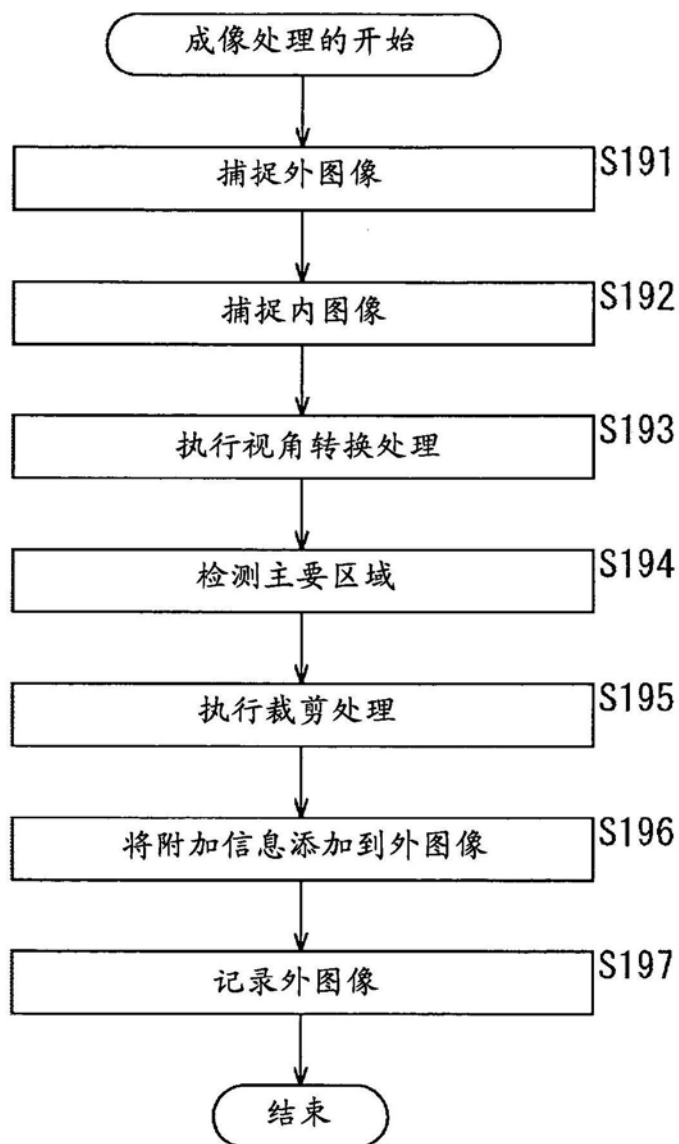 成像处理的开始
捕捉外图像
S191
捕捉内图像
S192
执行视角转换处理
S193
检测主要区域
S194
执行裁剪处理
S195
将附加信息添加到外图像
S196
记录外图像
S197
结束